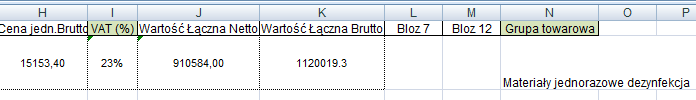 H I J K L M N O P
Cena jedn.Brutto VAT (%) Wartość Łączna Netto Wartość Łączna Brutto Bloz 7 Bloz 12 Grupa towarowa
15153,40 23% 910584,00 1120019.3
Materiały jednorazowe dezynfekcja